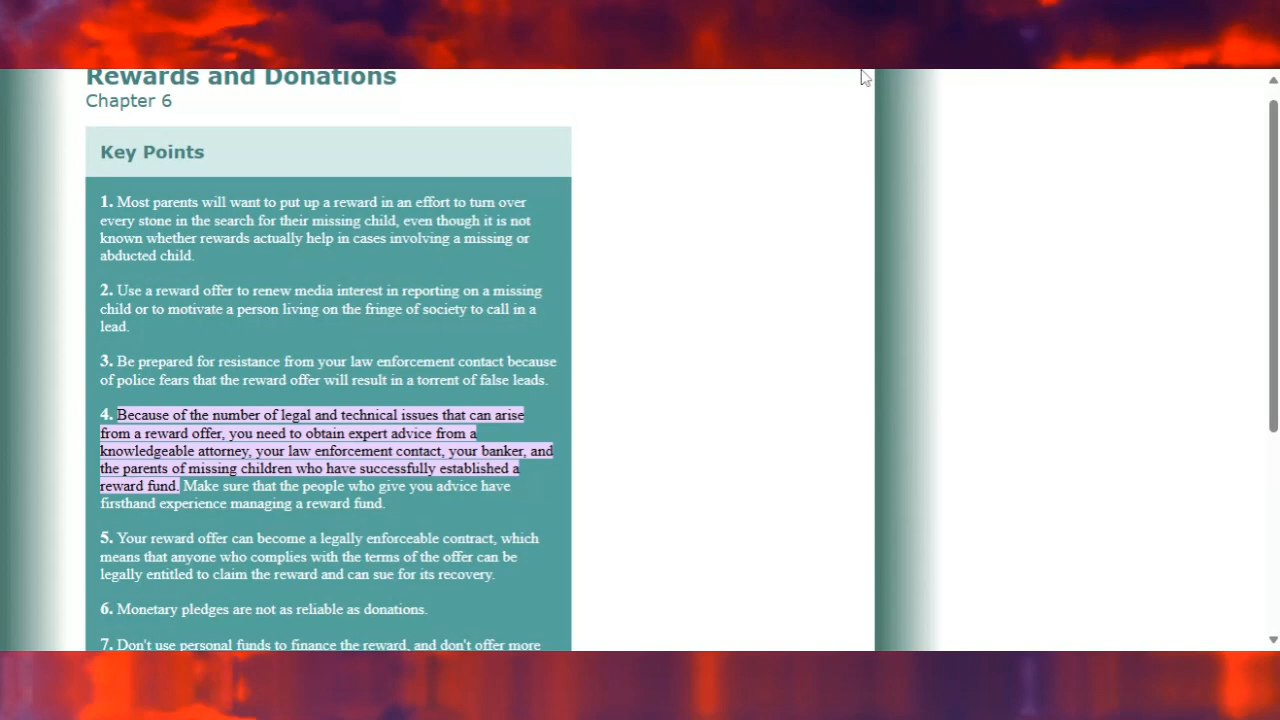 Rewards and Donations
Chapter 6
Key Points
1. Most parents will want to put up a reward in an effort to turn over
every stone in the search for their missing child, even though it is not
known whether rewards actually help in cases involving a missing or
abducted child.
2. Use a reward offer to renew media interest in reporting on a missing
child or to motivate a person living on the fringe of society to call in a
lead.
3. Be prepared for resistance from your law enforcement contact because
of police fears that the reward offer will result in a torrent of false leads.
4. Because of the number of legal and technical issues that can arise
from a reward offer, you need to obtain expert advice from a
knowledgeable attorney, your law enforcement contact, your banker, and
the parents of missing children who have successfully established a
reward fund. Make sure that the people who give you advice have
firsthand experience managing a reward fund.
5. Your reward offer can become a legally enforceable contract, which
means that anyone who complies with the terms of the offer can be
legally entitled to claim the reward and can sue for its recovery.
6. Monetary pledges are not as reliable as donations.
7. Don't use personal funds to finance the reward, and don't offer more